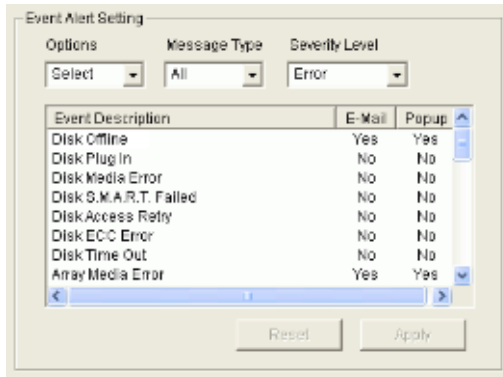 Event Alert Setting
Options Message Type Severity Level
Select All Error
Event Description E-Mail Popup
Disk Offline Yes Yes
Disk Plug In No No
Disk Media Error No No
Disk S.M.A.R.T. Failed No No
Disk Access Retry No No
Disk ECC Error No No
Disk Time Out No No
Array Media Error Yes Yes
Reset Apply